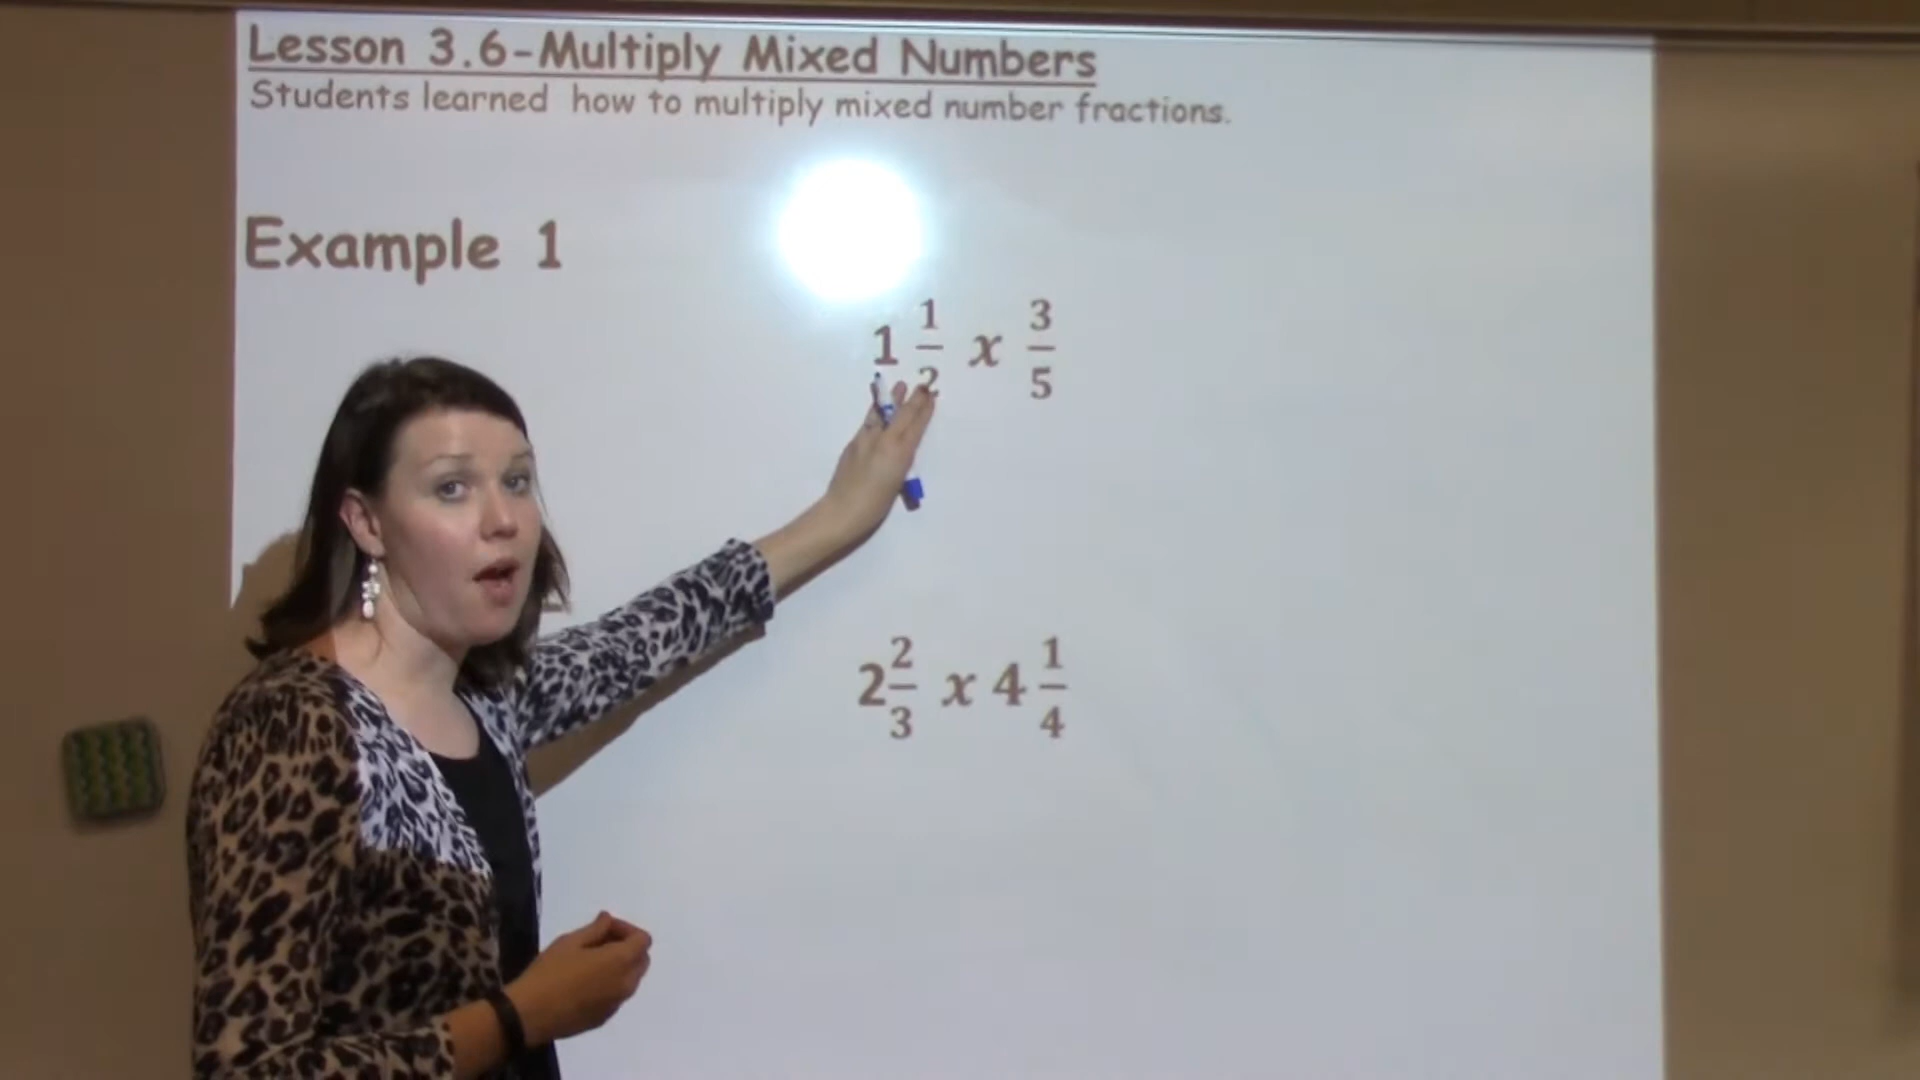 Lesson 3.6-Multiply Mixed Numbers
Students learned how to multiply mixed number fractions.
Example 1
1 1/2 x 3/5
2 2/3 x 4 1/4